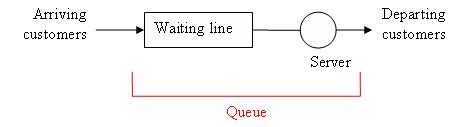 Arriving
customers
Waiting line
Server
Departing
customers
Queue